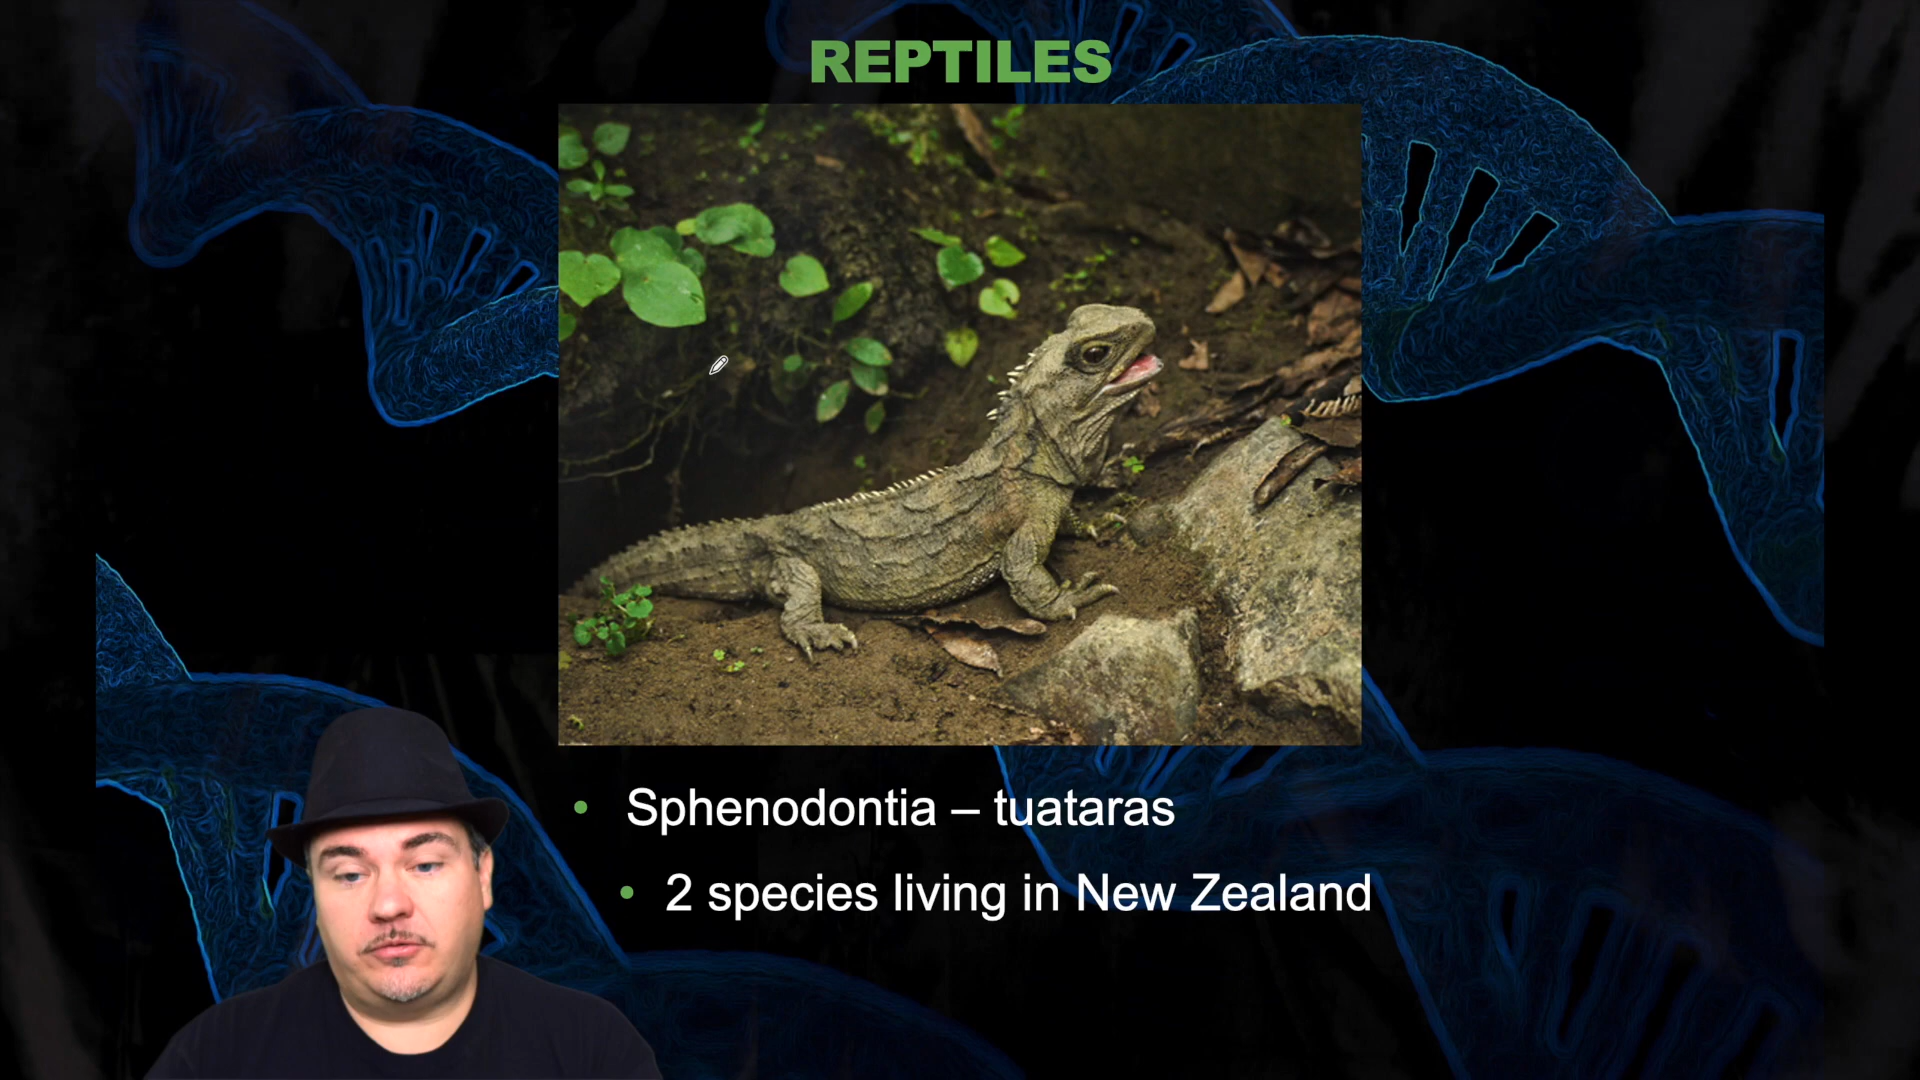 REPTILES
Sphenodontia – tuataras
2 species living in New Zealand